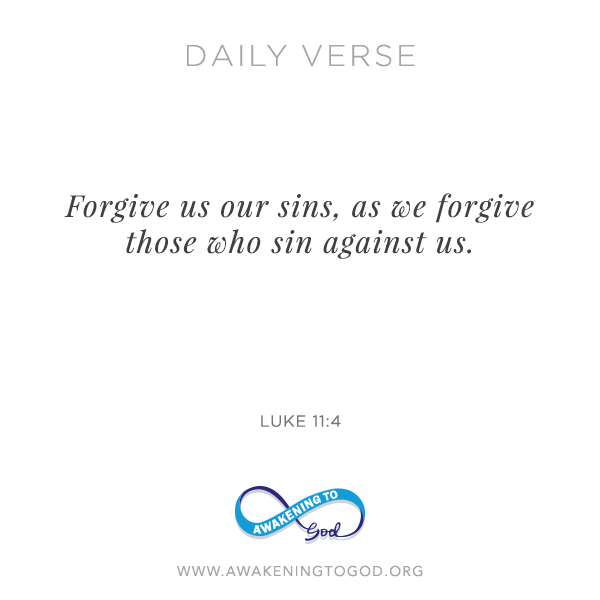 DAILY VERSE
Forgive us our sins, as we forgive
those who sin against us.
LUKE 11:4
AWAKENING TO
God
WWW.AWAKENINGTOGOD.ORG